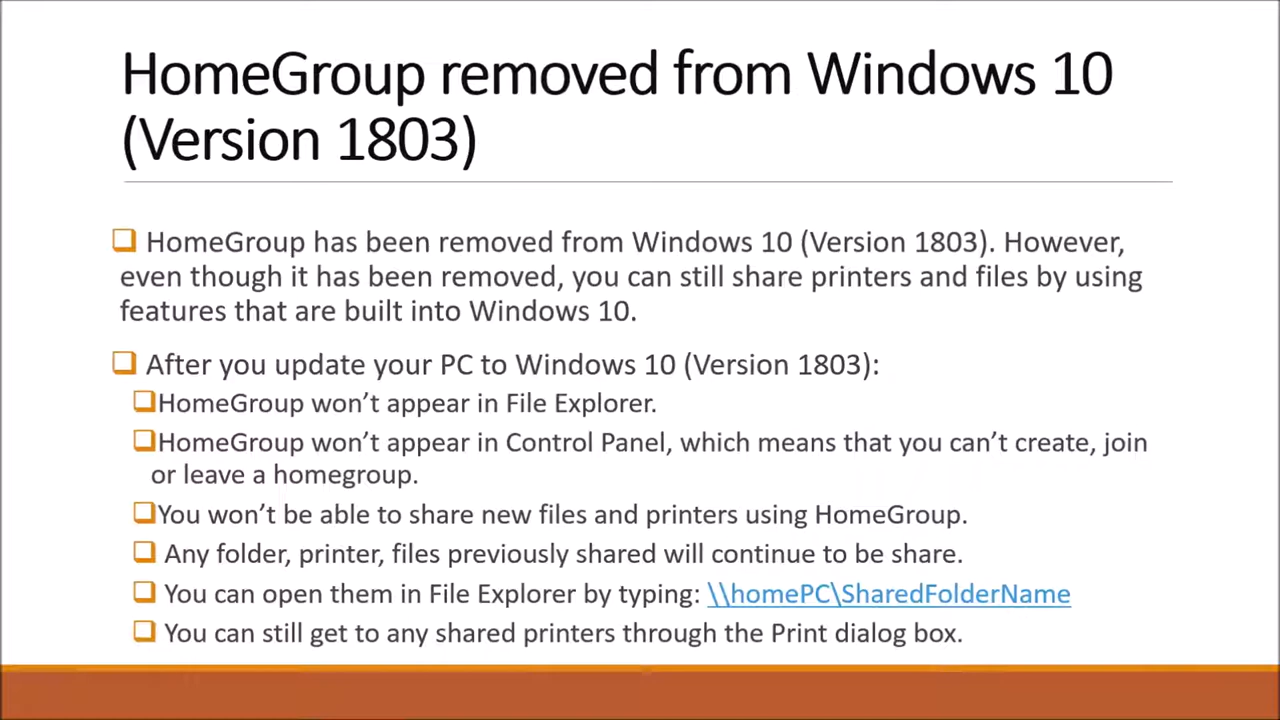 HomeGroup removed from Windows 10
(Version 1803)
HomeGroup has been removed from Windows 10 (Version 1803). However,
even though it has been removed, you can still share printers and files by using
features that are built into Windows 10.
After you update your PC to Windows 10 (Version 1803):
HomeGroup won’t appear in File Explorer.
HomeGroup won’t appear in Control Panel, which means that you can’t create, join
or leave a homegroup.
You won’t be able to share new files and printers using HomeGroup.
Any folder, printer, files previously shared will continue to be share.
You can open them in File Explorer by typing: \\homePC\SharedFolderName
You can still get to any shared printers through the Print dialog box.